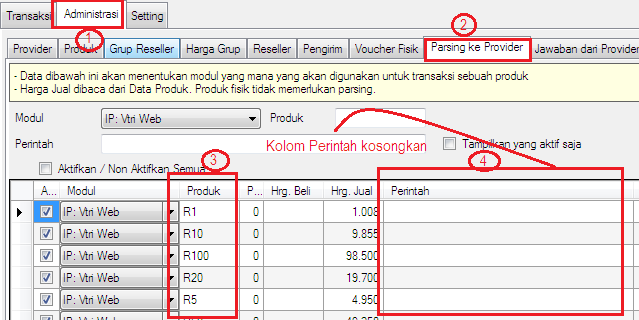 Transaksi Administrasi Setting
1 2
Provider Produk Grup Reseller Harga Grup Reseller Pengirim Voucher Fisik Parsing ke Provider Jawaban dari Provider
- Data dibawah ini akan menentukan modul yang mana yang akan digunakan untuk transaksi sebuah produk
- Harga Jual dibaca dari Data Produk. Produk fisik tidak memerlukan parsing.
Modul IP: Vtri Web Produk
Perintah Kolom Perintah kosongkan Tampilkan yang aktif saja
Aktifkan / Non Aktifkan Semua 3 4
A... Modul Produk P... Hrg. Beli Hrg. Jual Perintah
IP: Vtri Web R1 0 1.008
IP: Vtri Web R10 0 9.855
IP: Vtri Web R100 0 98.500
IP: Vtri Web R20 0 19.700
IP: Vtri Web R5 0 4.950